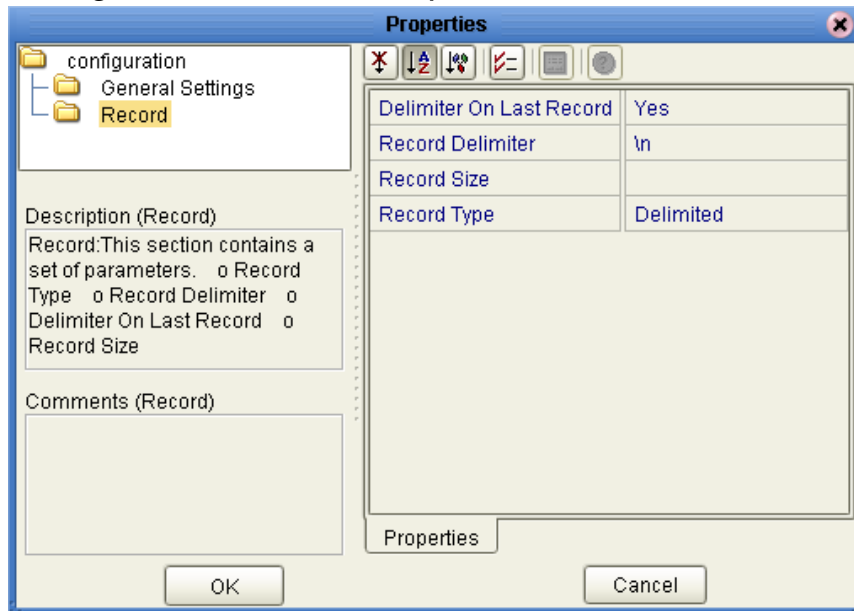 Properties
configuration
General Settings
Record
Description (Record)
Record:This section contains a
set of parameters.   o Record
Type   o Record Delimiter   o
Delimiter On Last Record   o
Record Size
Comments (Record)
Delimiter On Last Record Yes
Record Delimiter \n
Record Size
Record Type Delimited
Properties
OK
Cancel